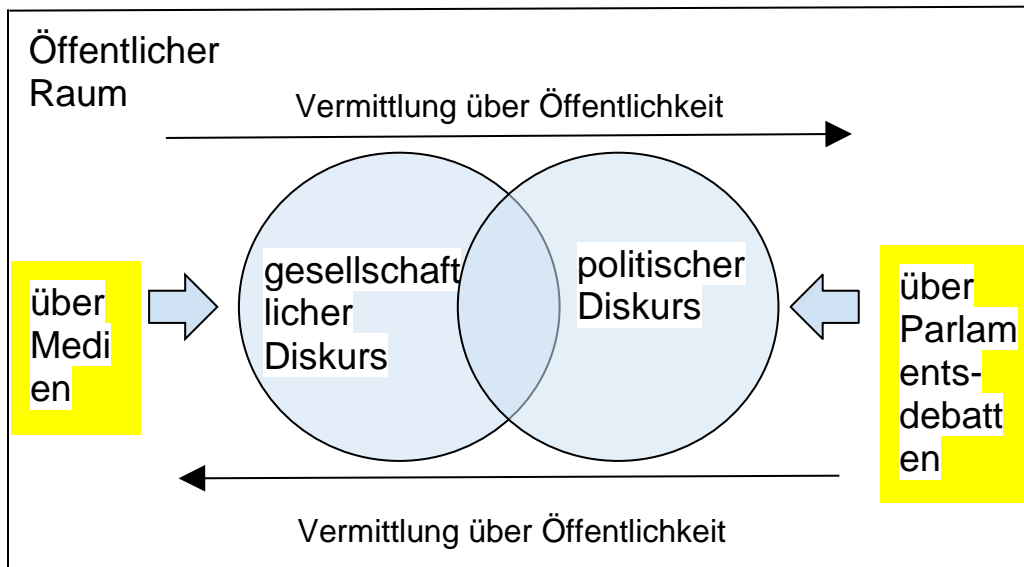 Öffentlicher
Raum
Vermittlung über Öffentlichkeit
gesellschaft
licher
Diskurs
politischer
Diskurs
über
Medi
en
über
Parlam
ents-
debatt
en
Vermittlung über Öffentlichkeit